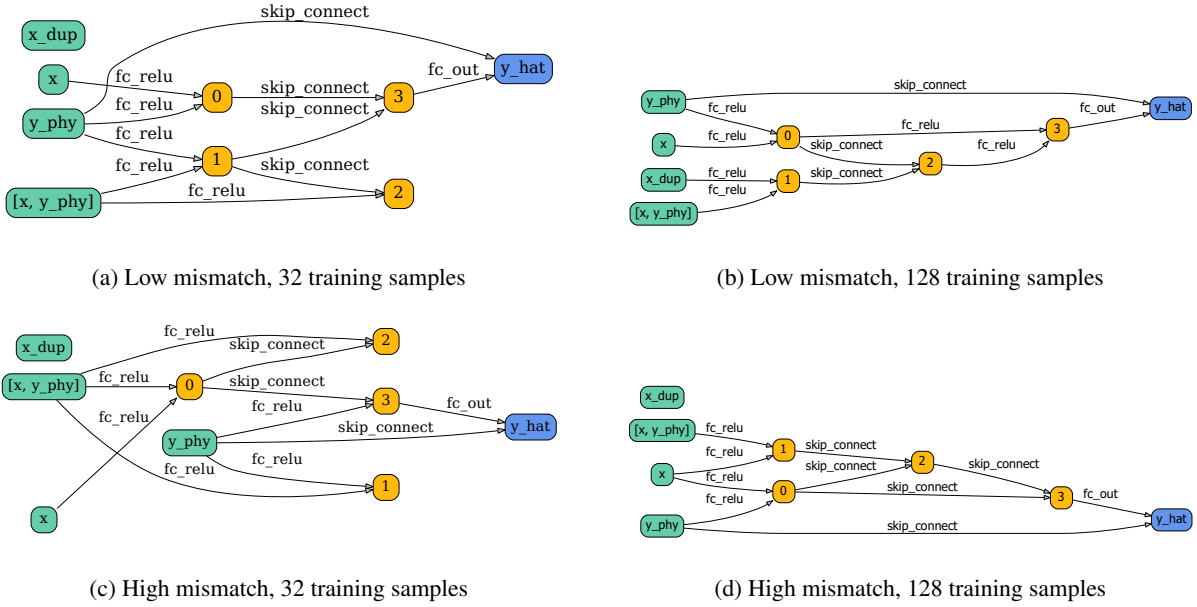 skip_connect
x_dup
x
fc_relu
0
skip_connect
3
fc_out
y_hat
y_phy
fc_relu
skip_connect
fc_relu
1
skip_connect
fc_relu
fc_relu
2
[x, y_phy]
(a) Low mismatch, 32 training samples
y_phy
skip_connect
y_hat
fc_relu
fc_out
x
fc_relu
0
fc_relu
3
skip_connect
2
fc_relu
x_dup
fc_relu
1
skip_connect
fc_relu
[x, y_phy]
(b) Low mismatch, 128 training samples
x_dup
fc_relu
2
skip_connect
[x, y_phy]
fc_relu
0
skip_connect
3
fc_relu
fc_relu
fc_out
y_phy
skip_connect
y_hat
fc_relu
1
x
(c) High mismatch, 32 training samples
x_dup
[x, y_phy]
fc_relu
1
skip_connect
2
fc_relu
skip_connect
skip_connect
x
fc_relu
0
skip_connect
3
fc_out
fc_relu
y_phy
skip_connect
y_hat
(d) High mismatch, 128 training samples